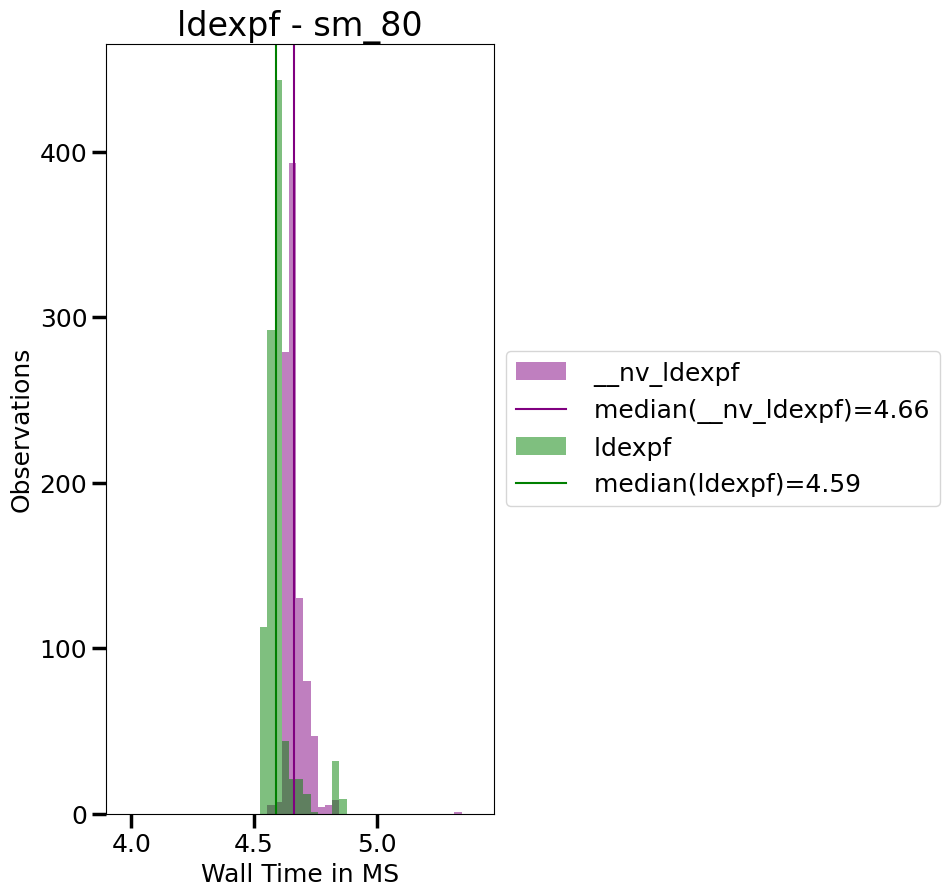 ldexpf - sm_80
400
300
200
100
0
Observations
4.0 4.5 5.0
Wall Time in MS
__nv_ldexpf
median(__nv_ldexpf)=4.66
ldexpf
median(ldexpf)=4.59